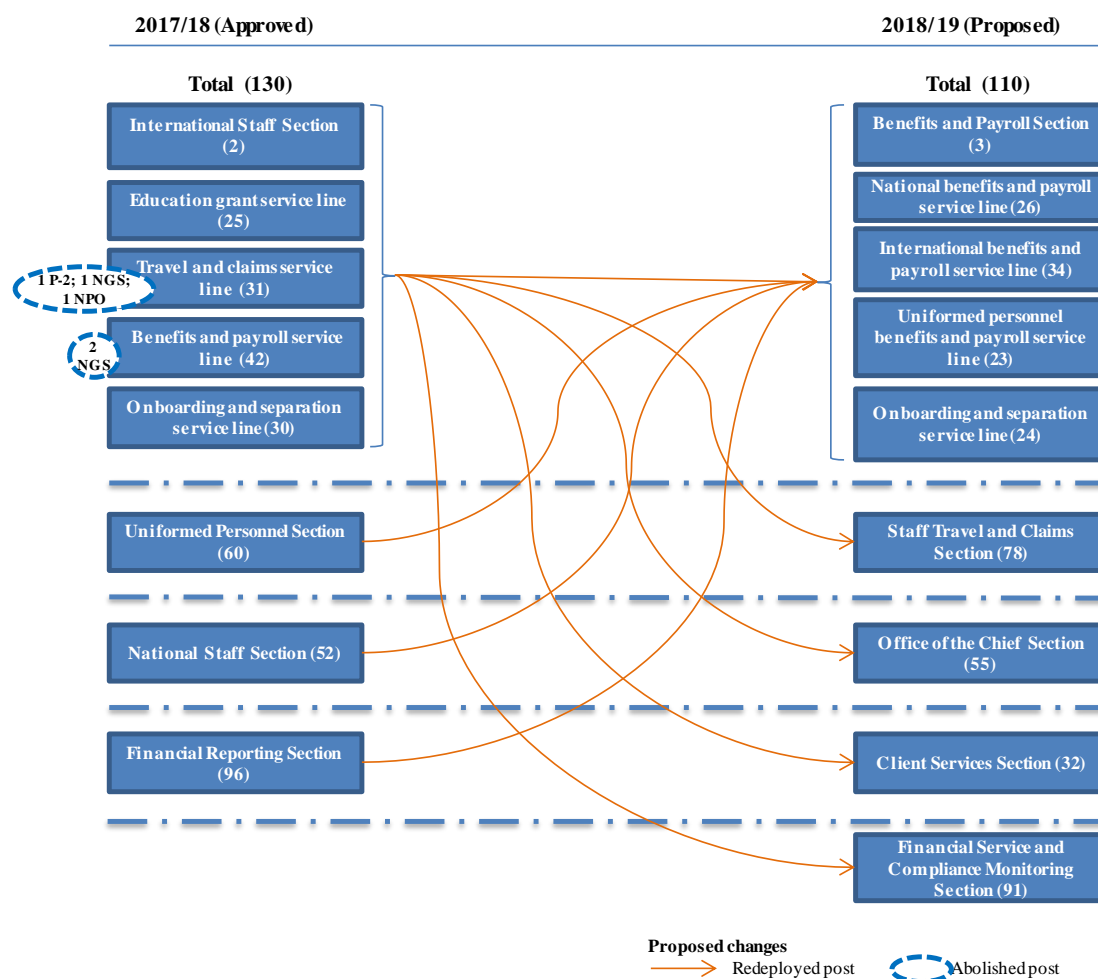 2017/18 (Approved)
2018/19 (Proposed)
Total (130)
Total (110)
International Staff Section
(2)
Education grant service line
(25)
1 P-2; 1 NGS;
1 NPO
Travel and claims service
line (31)
2
NGS
Benefits and payroll service
line (42)
Onboarding and separation
service line (30)
Uniformed Personnel Section
(60)
National Staff Section (52)
Financial Reporting Section
(96)
Benefits and Payroll Section
(3)
National benefits and payroll
service line (26)
International benefits and
payroll service line (34)
Uniformed personnel
benefits and payroll service
line (23)
Onboarding and separation
service line (24)
Staff Travel and Claims
Section (78)
Office of the Chief Section
(55)
Client Services Section (32)
Financial Service and
Compliance Monitoring
Section (91)
Proposed changes
Redeployed post
Abolished post